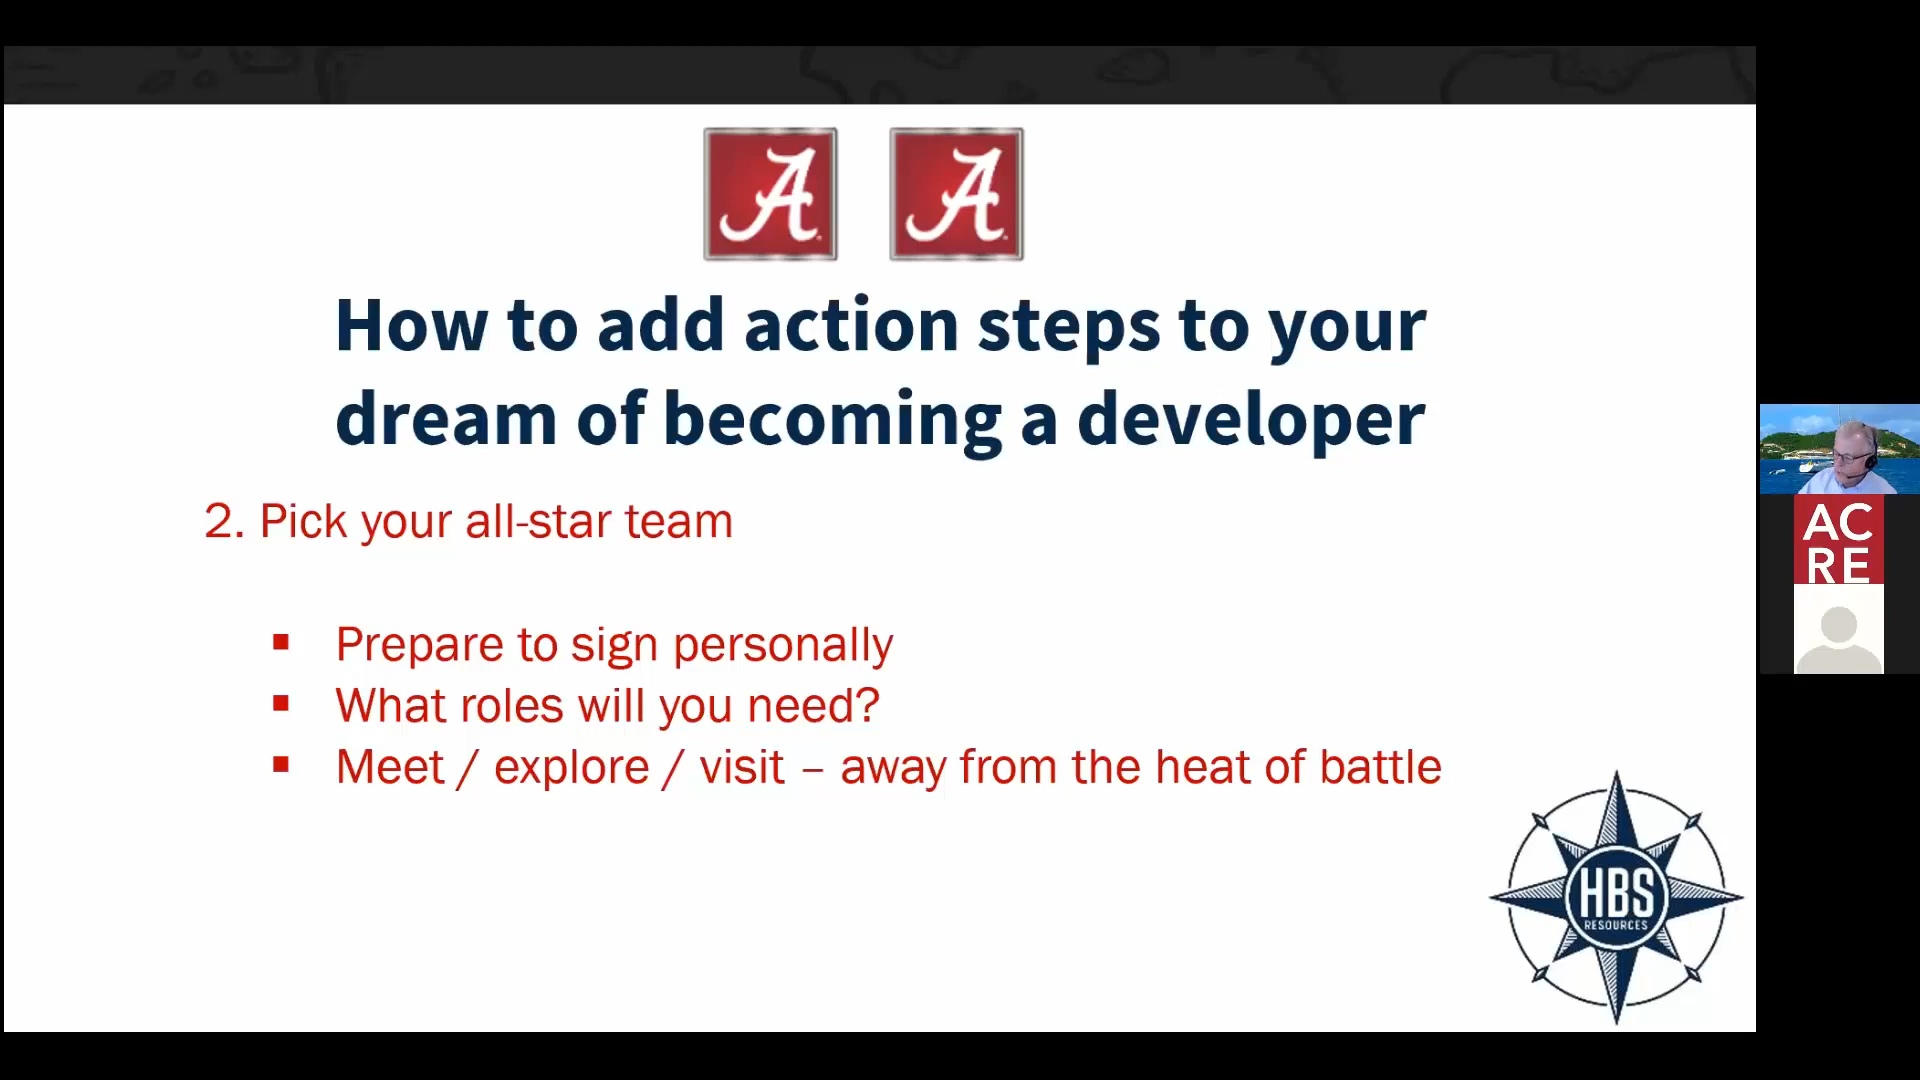 A A
How to add action steps to your
dream of becoming a developer
2. Pick your all-star team
▪ Prepare to sign personally
▪ What roles will you need?
▪ Meet / explore / visit – away from the heat of battle
HBS
RESOURCES
AC
RE